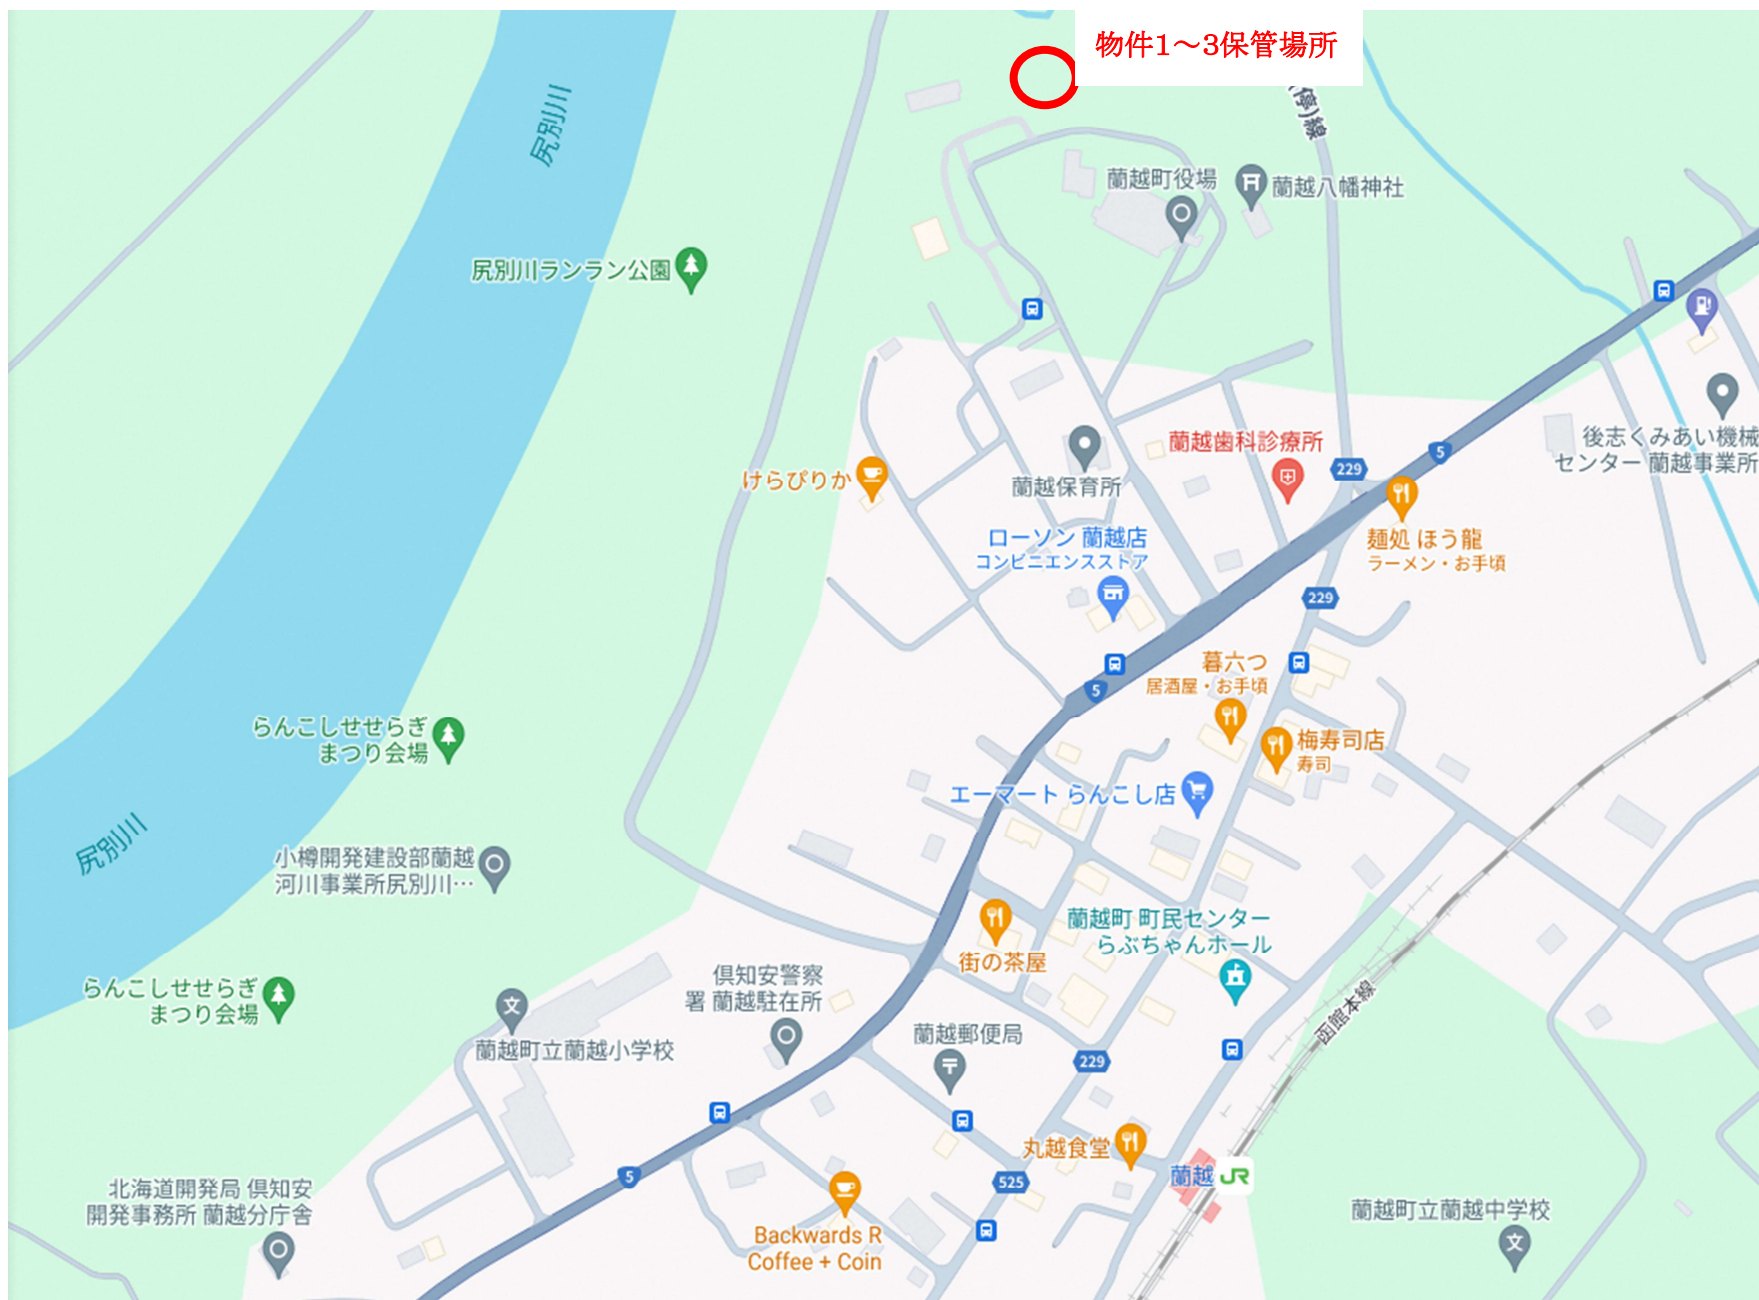 物件1～3保管場所
(停)線
尻別川
蘭越町役場
蘭越八幡神社
尻別川ランラン公園
蘭越歯科診療所
229
5
後志くみあい機械
センター 蘭越事業所
けらぴりか
蘭越保育所
ローソン 蘭越店
コンビニエンスストア
麺処 ほう龍
ラーメン・お手頃
229
暮六つ
居酒屋・お手頃
5
らんこしせせらぎ
まつり会場
梅寿司店
寿司
エーマート らんこし店
尻別川
小樽開発建設部蘭越
河川事業所尻別川…
蘭越町 町民センター
らぶちゃんホール
街の茶屋
らんこしせせらぎ
まつり会場
倶知安警察
署 蘭越駐在所
函館本線
文
蘭越町立蘭越小学校
蘭越郵便局
229
丸越食堂
5
525
蘭越 JR
北海道開発局 倶知安
開発事務所 蘭越分庁舎
蘭越町立蘭越中学校
文
Backwards R
Coffee + Coin